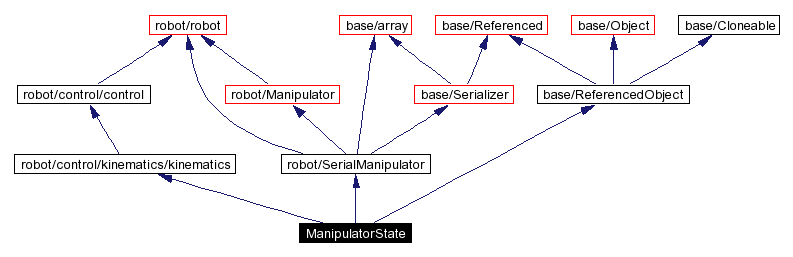 robot/robot
base/array
base/Referenced
base/Object
base/Cloneable
robot/control/control
robot/Manipulator
base/Serializer
base/ReferencedObject
robot/control/kinematics/kinematics
robot/SerialManipulator
ManipulatorState